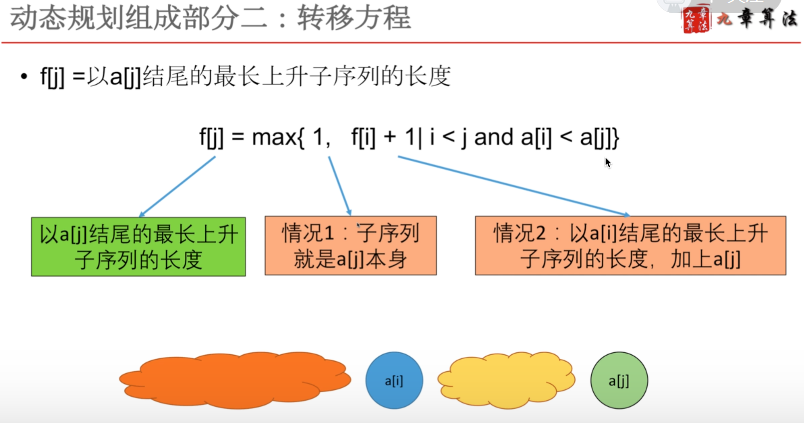 动态规划组成部分二：转移方程
九章算法
九章算法
• f[j] =以a[j]结尾的最长上升子序列的长度
f[j] = max{ 1, f[i] + 1| i < j and a[i] < a[j]}
以a[j]结尾的最长上升
子序列的长度
情况1：子序列
就是a[j]本身
情况2：以a[i]结尾的最长上升
子序列的长度，加上a[j]
a[i]
a[j]